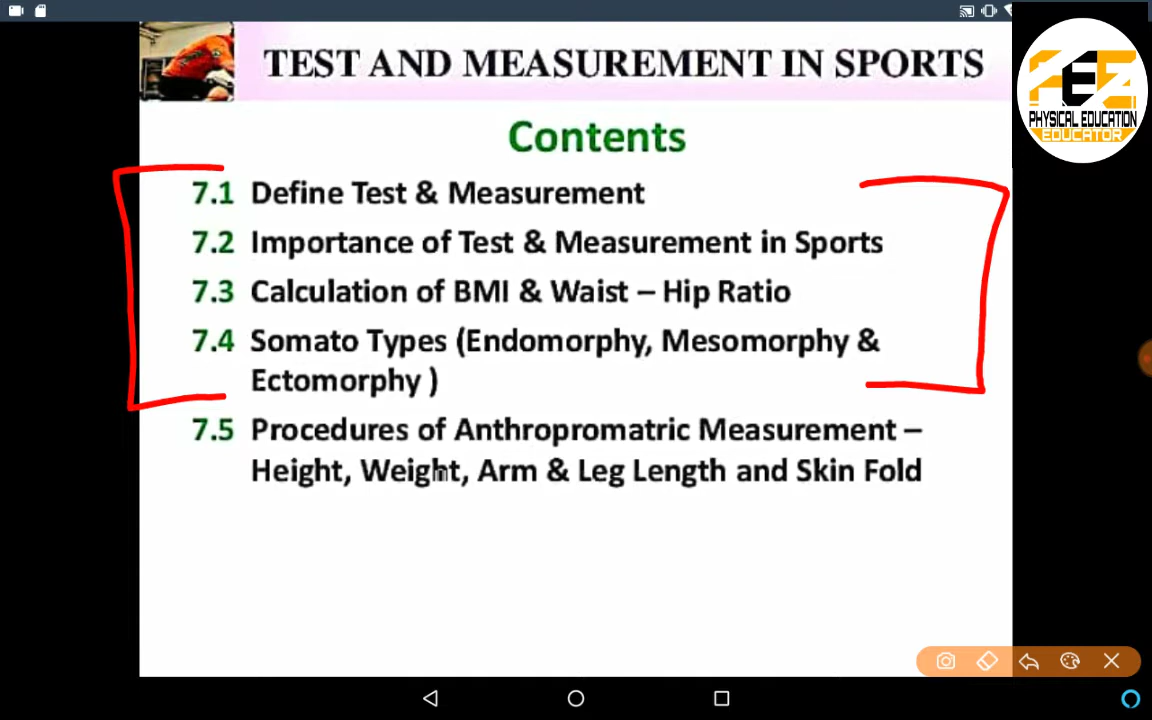 TEST AND MEASUREMENT IN SPORTS
PHYSICAL EDUCATION
EDUCATOR
Contents
7.1 Define Test & Measurement
7.2 Importance of Test & Measurement in Sports
7.3 Calculation of BMI & Waist – Hip Ratio
7.4 Somato Types (Endomorphy, Mesomorphy &
Ectomorphy )
7.5 Procedures of Anthropromatric Measurement –
Height, Weight, Arm & Leg Length and Skin Fold